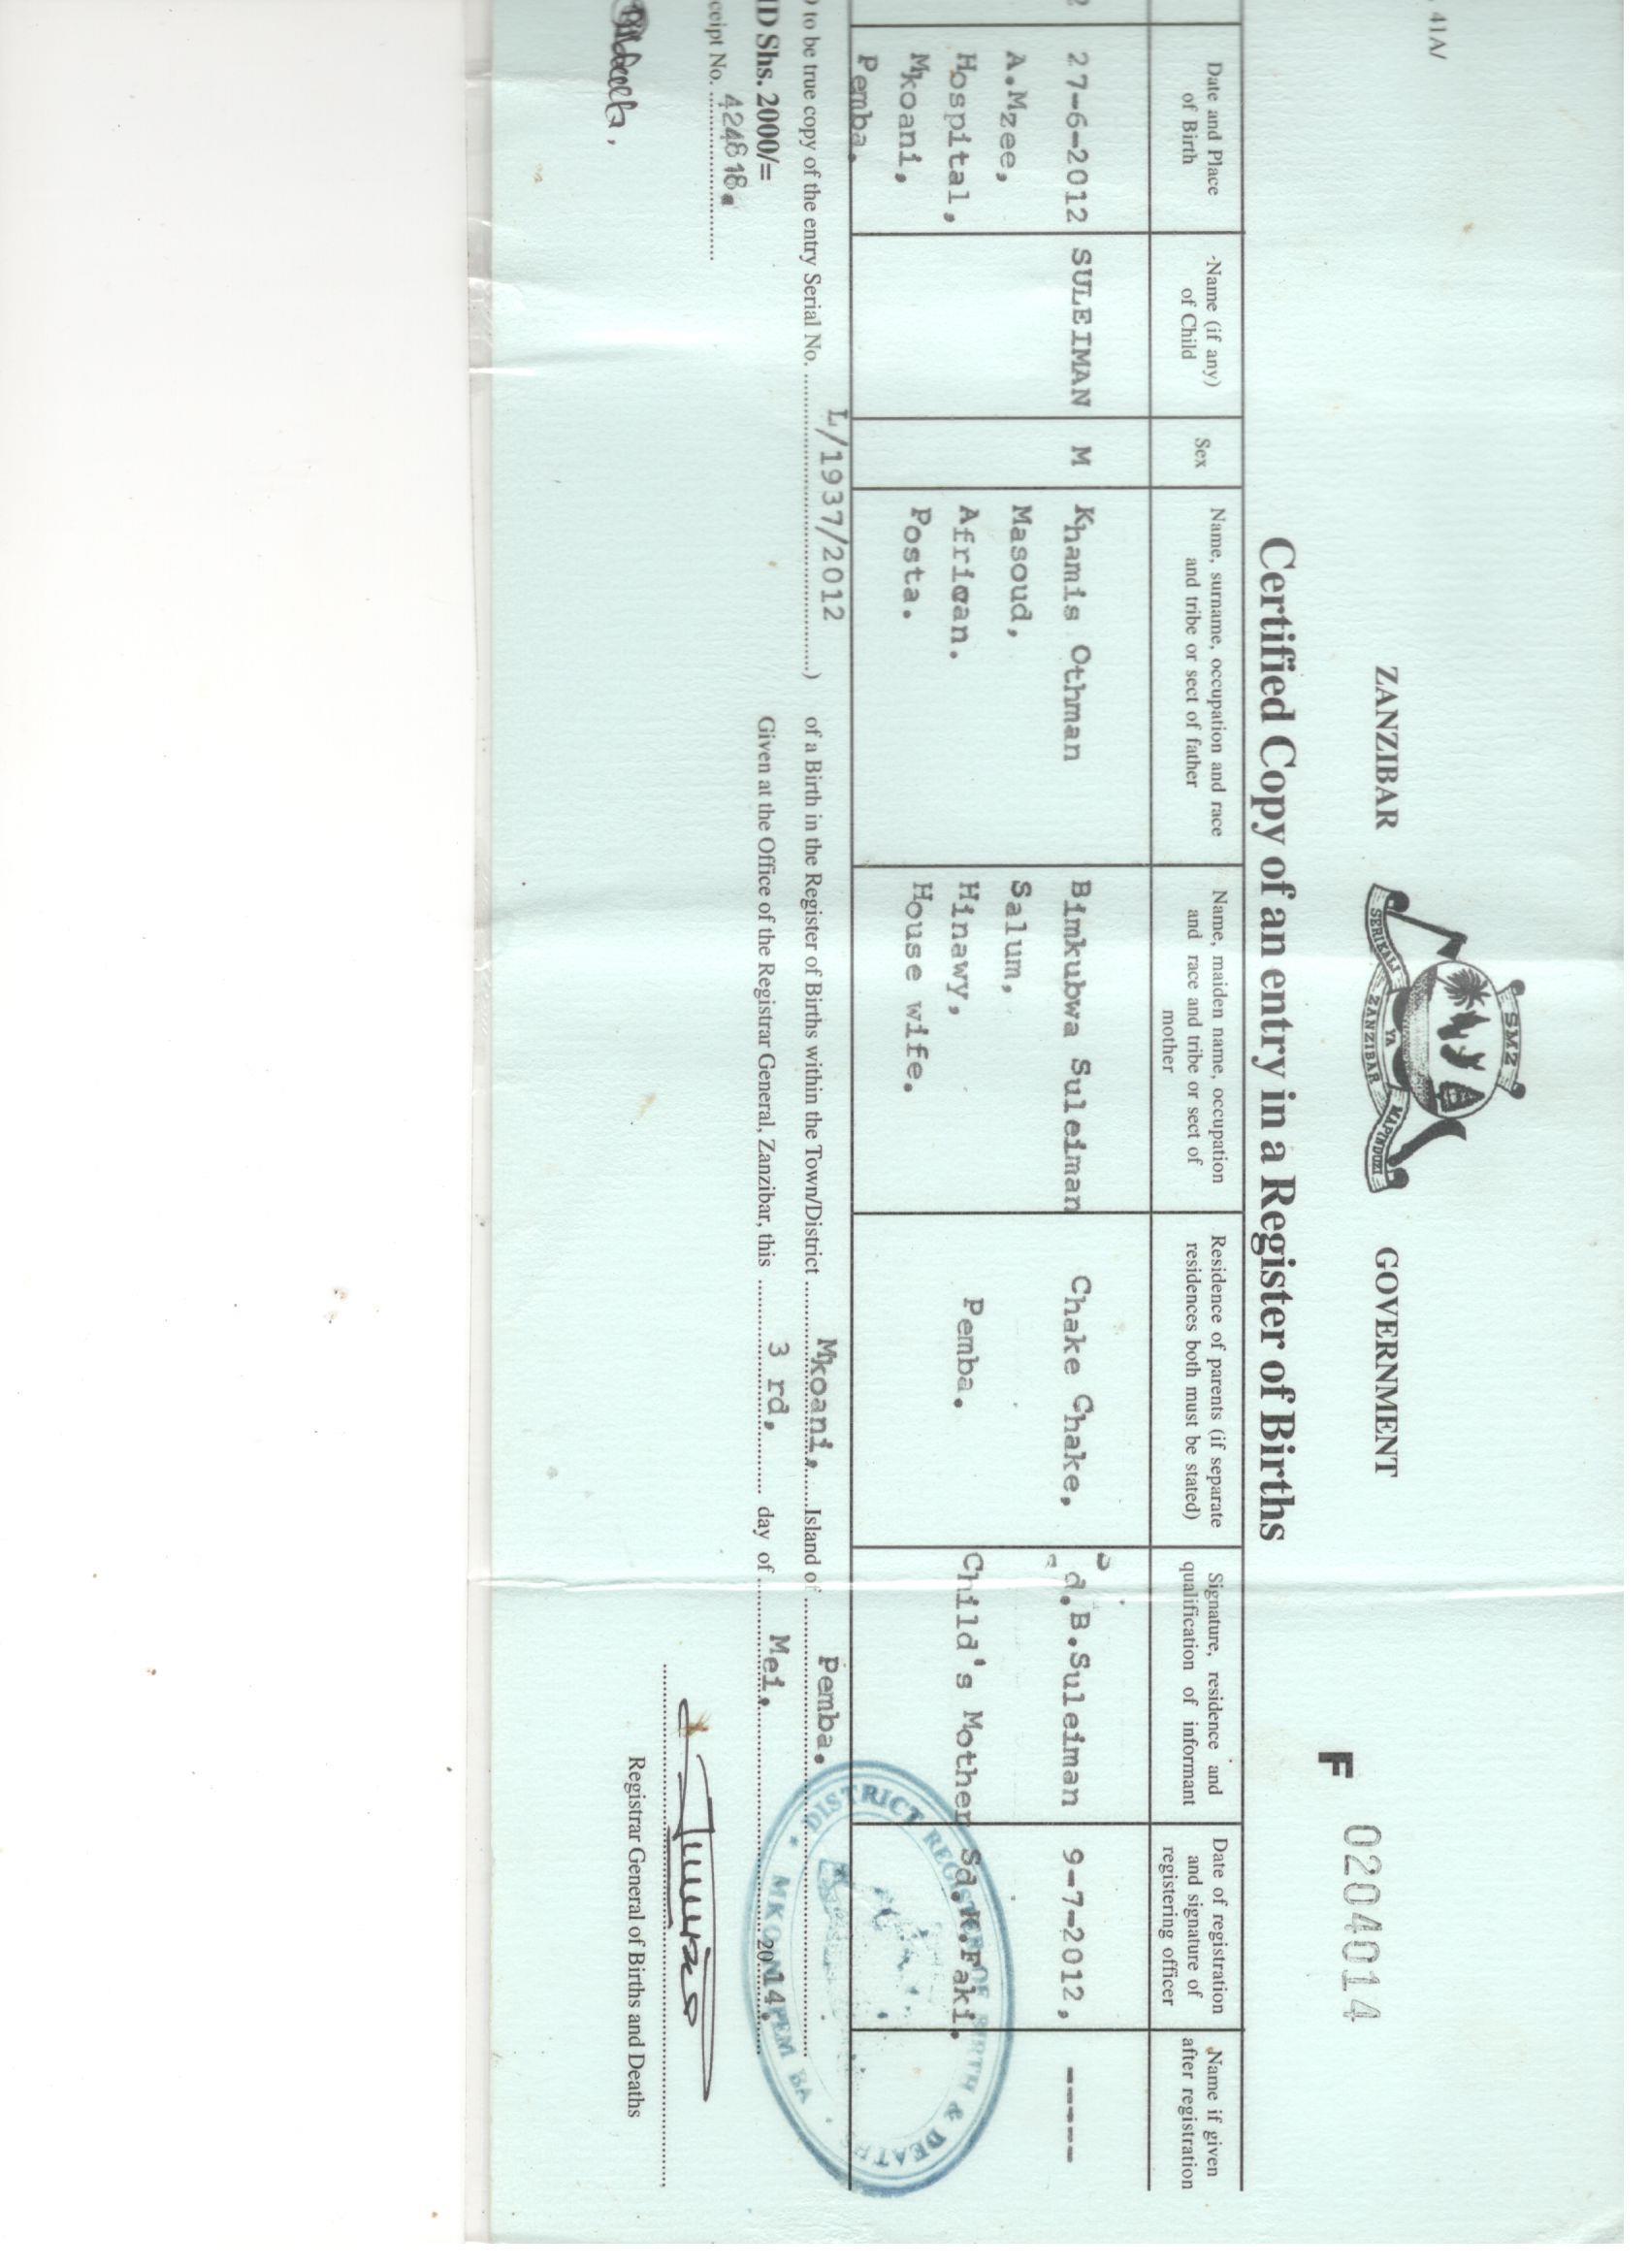 , 41A/
ZANZIBAR
GOVERNMENT
SMZ
SERIKALI YA MAPINDUZI
ZANZIBAR
F 0204014
Certified Copy of an entry in a Register of Births
Date and Place
of Birth
-Name (if any)
of Child
Sex
Name, surname, occupation and race
and tribe or sect of father
Name, maiden name, occupation
and race and tribe or sect of
mother
Residence of parents (if separate
residences both must be stated)
Signature, residence and
qualification of informant
Date of registration
and signature of
registering officer
Name if given
after registration
2
27-6-2012
A.Mzee,
Hospital,
Mkoani,
Pemba.
SULEIMAN
M
Khamis Othman
Masoud,
African.
Posta.
Bimkubwa Suleiman
Salum,
Hinawy,
House wife.
Chake Chake,
Pemba.
d.B.Suleiman
Child's Mother
9-7-2012,
Sd.K.Faki.
-----
) to be true copy of the entry Serial No. L/1937/2012 ) of a Birth in the Register of Births within the Town/District Mkoani. Island of Pemba.
ID Shs. 2000/=
Given at the Office of the Registrar General, Zanzibar, this 3 rd. day of Mei. 2014.
ceipt No. 424818.
DISTRICT REGISTRAR OF BIRTH & DEATH
MKOANI PEMBA
Registrar General of Births and Deaths